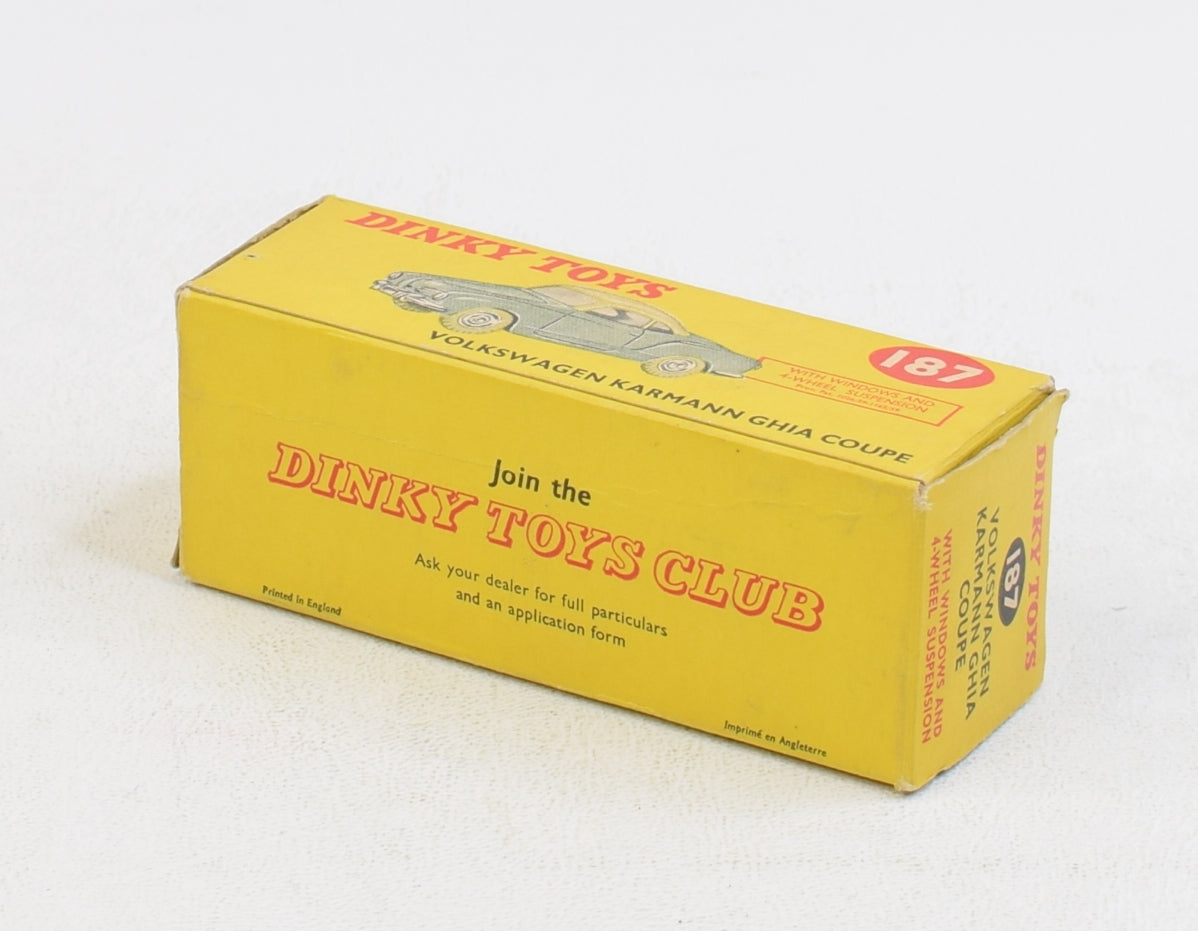 DINKY TOYS
187
WITH WINDOWS AND
4-WHEEL SUSPENSION
VOLKSWAGEN KARMANN GHIA COUPE
Join the
DINKY TOYS CLUB
Ask your dealer for full particulars
and an application form
Printed in England
Imprimé en Angleterre
DINKY TOYS
187
VOLKSWAGEN
KARMANN GHIA
COUPE
WITH WINDOWS AND
4-WHEEL SUSPENSION